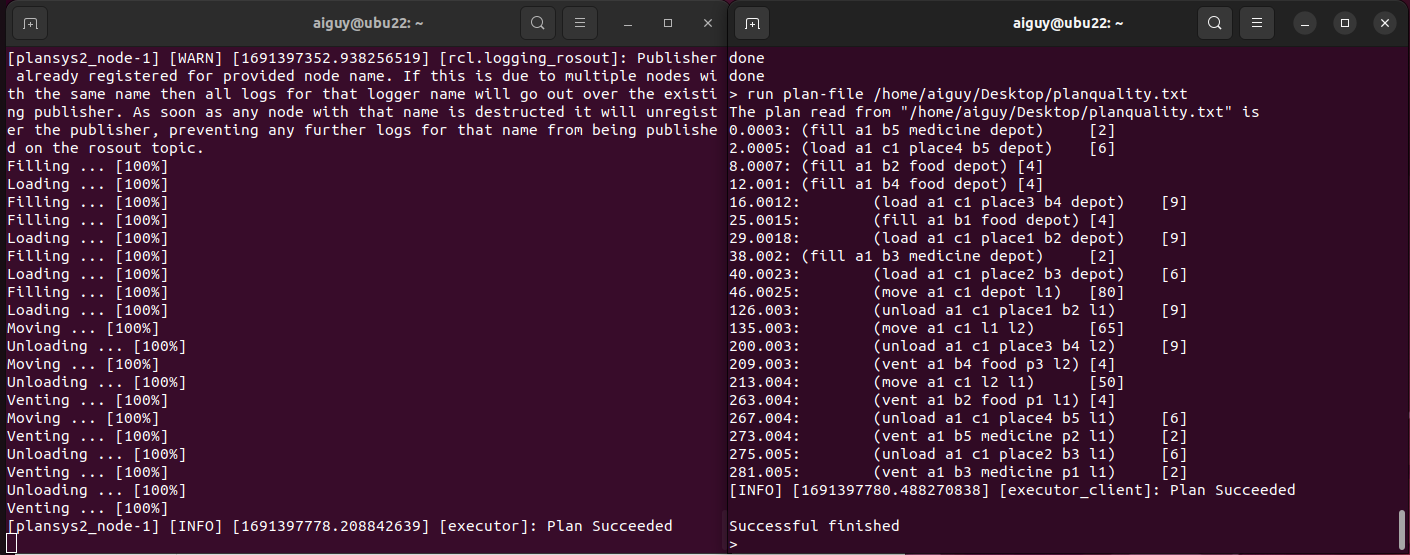 aiguy@ubu22: ~
[plansys2_node-1] [WARN] [1691397352.938256519] [rcl.logging_rosout]: Publisher
already registered for provided node name. If this is due to multiple nodes wi
th the same name then all logs for that logger name will go out over the existi
ng publisher. As soon as any node with that name is destructed it will unregist
er the publisher, preventing any further logs for that name from being publishe
d on the rosout topic.
Filling ... [100%]
Loading ... [100%]
Filling ... [100%]
Filling ... [100%]
Loading ... [100%]
Filling ... [100%]
Loading ... [100%]
Filling ... [100%]
Loading ... [100%]
Moving ... [100%]
Unloading ... [100%]
Moving ... [100%]
Unloading ... [100%]
Venting ... [100%]
Moving ... [100%]
Venting ... [100%]
Unloading ... [100%]
Venting ... [100%]
Unloading ... [100%]
Venting ... [100%]
[plansys2_node-1] [INFO] [1691397778.208842639] [executor]: Plan Succeeded
aiguy@ubu22: ~
done
done
> run plan-file /home/aiguy/Desktop/planquality.txt
The plan read from "/home/aiguy/Desktop/planquality.txt" is
0.0003: (fill a1 b5 medicine depot) [2]
2.0005: (load a1 c1 place4 b5 depot) [6]
8.0007: (fill a1 b2 food depot) [4]
12.001: (fill a1 b4 food depot) [4]
16.0012: (load a1 c1 place3 b4 depot) [9]
25.0015: (fill a1 b1 food depot) [4]
29.0018: (load a1 c1 place1 b2 depot) [9]
38.002: (fill a1 b3 medicine depot) [2]
40.0023: (load a1 c1 place2 b3 depot) [6]
46.0025: (move a1 c1 depot l1) [80]
126.003: (unload a1 c1 place1 b2 l1) [9]
135.003: (move a1 c1 l1 l2) [65]
200.003: (unload a1 c1 place3 b4 l2) [9]
209.003: (vent a1 b4 food p3 l2) [4]
213.004: (move a1 c1 l2 l1) [50]
263.004: (vent a1 b2 food p1 l1) [4]
267.004: (unload a1 c1 place4 b5 l1) [6]
273.004: (vent a1 b5 medicine p2 l1) [2]
275.005: (unload a1 c1 place2 b3 l1) [6]
281.005: (vent a1 b3 medicine p1 l1) [2]
[INFO] [1691397780.488270838] [executor_client]: Plan Succeeded
Successful finished
>